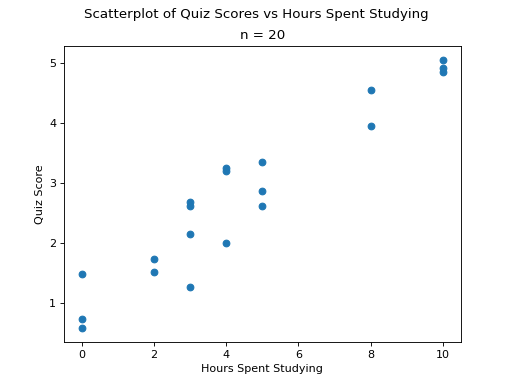 Scatterplot of Quiz Scores vs Hours Spent Studying
n = 20
5
4
3
2
1
Quiz Score
0 2 4 6 8 10
Hours Spent Studying